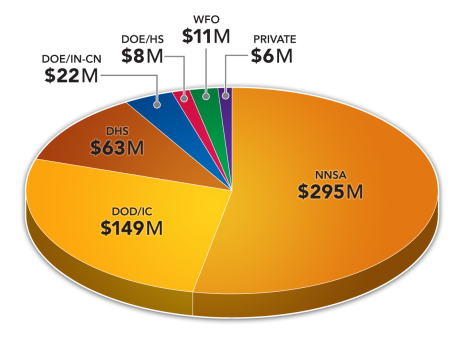 WFO
$11M
DOE/HS
$8M
PRIVATE
$6M
DOE/IN-CN
$22M
DHS
$63M
NNSA
$295M
DOD/IC
$149M